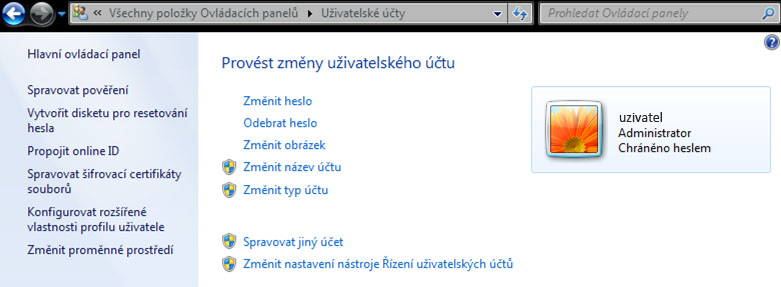 « Všechny položky Ovládacích panelů Uživatelské účty
Prohledat Ovládací panely
Hlavní ovládací panel
Spravovat pověření
Vytvořit disketu pro resetování
hesla
Propojit online ID
Spravovat šifrovací certifikáty
souborů
Konfigurovat rozšířené
vlastnosti profilu uživatele
Změnit proměnné prostředí
Provést změny uživatelského účtu
Změnit heslo
Odebrat heslo
Změnit obrázek
Změnit název účtu
Změnit typ účtu
Spravovat jiný účet
Změnit nastavení nástroje Řízení uživatelských účtů
uzivatel
Administrator
Chráněno heslem